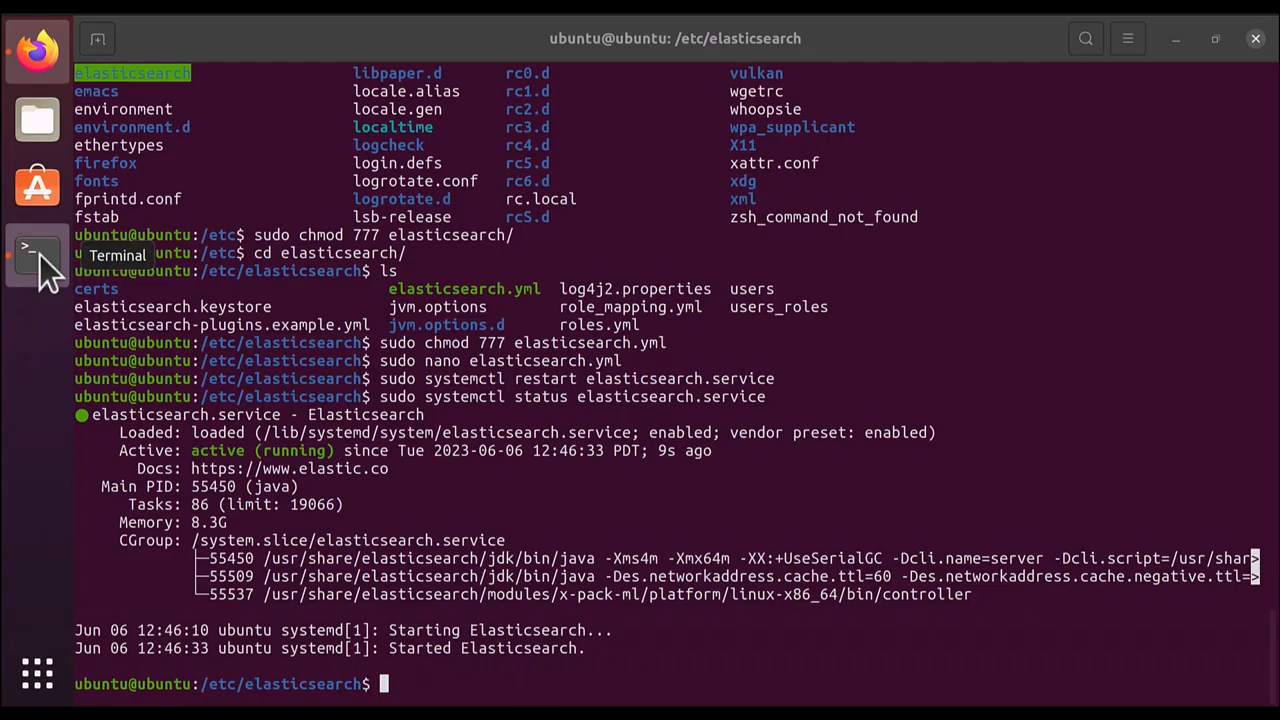 ubuntu@ubuntu: /etc/elasticsearch
elasticsearch libpaper.d rc0.d vulkan
emacs locale.alias rc1.d wgetrc
environment locale.gen rc2.d whoopsie
environment.d localtime rc3.d wpa_supplicant
ethertypes logcheck rc4.d X11
firefox login.defs rc5.d xattr.conf
fonts logrotate.conf rc6.d xdg
fprintd.conf logrotate.d rc.local xml
fstab lsb-release rcS.d zsh_command_not_found
ubuntu@ubuntu:/etc$ sudo chmod 777 elasticsearch/
ubuntu@ubuntu:/etc$ cd elasticsearch/
Terminal
ubuntu@ubuntu:/etc/elasticsearch$ ls
certs elasticsearch.yml log4j2.properties users
elasticsearch.keystore jvm.options role_mapping.yml users_roles
elasticsearch-plugins.example.yml jvm.options.d roles.yml
ubuntu@ubuntu:/etc/elasticsearch$ sudo chmod 777 elasticsearch.yml
ubuntu@ubuntu:/etc/elasticsearch$ sudo nano elasticsearch.yml
ubuntu@ubuntu:/etc/elasticsearch$ sudo systemctl restart elasticsearch.service
ubuntu@ubuntu:/etc/elasticsearch$ sudo systemctl status elasticsearch.service
● elasticsearch.service - Elasticsearch
Loaded: loaded (/lib/systemd/system/elasticsearch.service; enabled; vendor preset: enabled)
Active: active (running) since Tue 2023-06-06 12:46:33 PDT; 9s ago
Docs: https://www.elastic.co
Main PID: 55450 (java)
Tasks: 86 (limit: 19066)
Memory: 8.3G
CGroup: /system.slice/elasticsearch.service
├─55450 /usr/share/elasticsearch/jdk/bin/java -Xms4m -Xmx64m -XX:+UseSerialGC -Dcli.name=server -Dcli.script=/usr/shar>
├─55509 /usr/share/elasticsearch/jdk/bin/java -Des.networkaddress.cache.ttl=60 -Des.networkaddress.cache.negative.ttl=>
└─55537 /usr/share/elasticsearch/modules/x-pack-ml/platform/linux-x86_64/bin/controller
Jun 06 12:46:10 ubuntu systemd[1]: Starting Elasticsearch...
Jun 06 12:46:33 ubuntu systemd[1]: Started Elasticsearch.
ubuntu@ubuntu:/etc/elasticsearch$